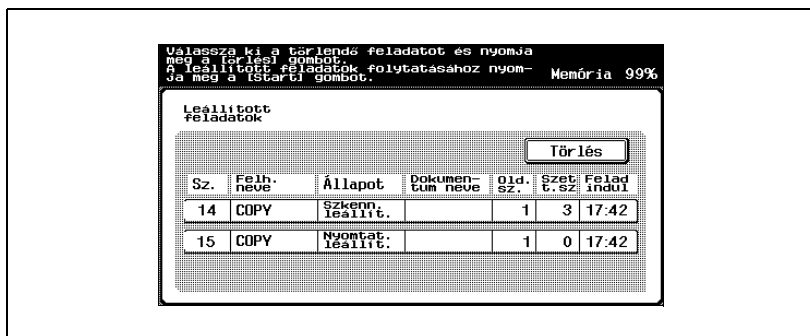 Válassza ki a törlendő feladatot és nyomja
meg a [örlés] gombot.
A leállított feladatok folytatásához nyom-
ja meg a [Start] gombot.
Memória 99%
Leállított
feladatok
Törlés
Sz. Felh. neve Állapot Dokumen-tum neve Old. sz. Szet t.sz Felad indul
14 COPY Szkenn. leállít. 1 3 17:42
15 COPY Nyomtat. leállít. 1 0 17:42